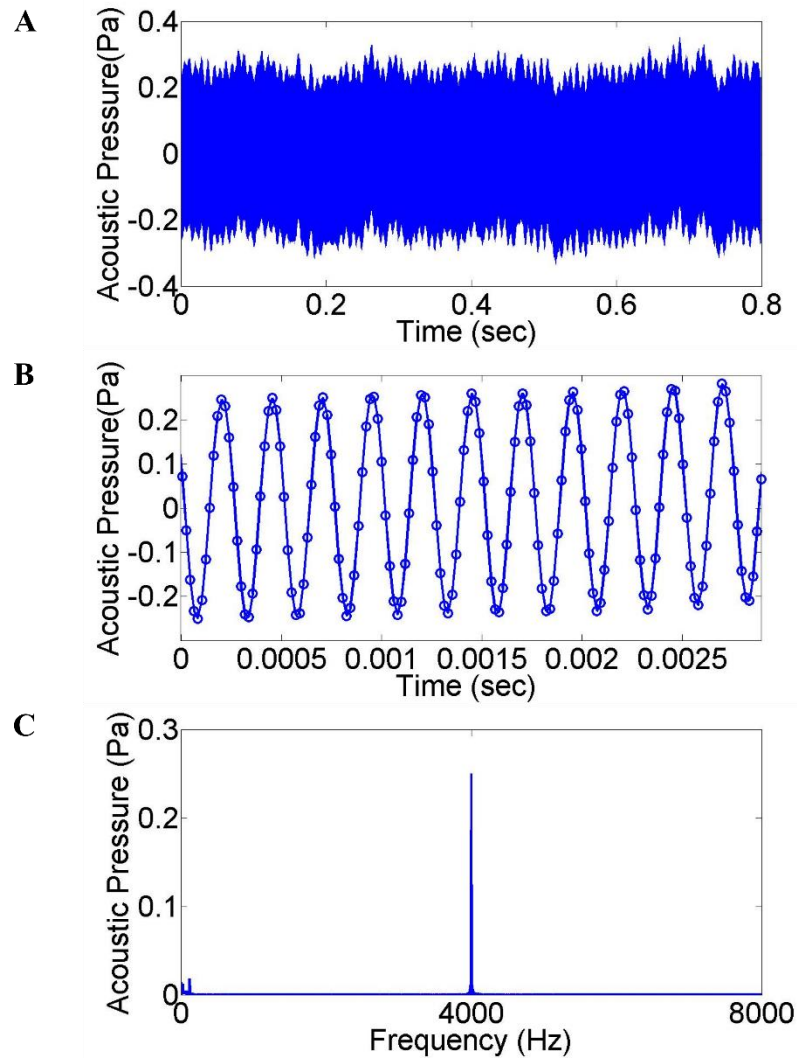 A
Acoustic Pressure(Pa)
0.4
0.2
0
-0.2
-0.4
0 0.2 0.4 0.6 0.8
Time (sec)
B
Acoustic Pressure(Pa)
0.2
0.1
0
-0.1
-0.2
0 0.0005 0.001 0.0015 0.002 0.0025
Time (sec)
C
Acoustic Pressure (Pa)
0.3
0.2
0.1
0
0 4000 8000
Frequency (Hz)